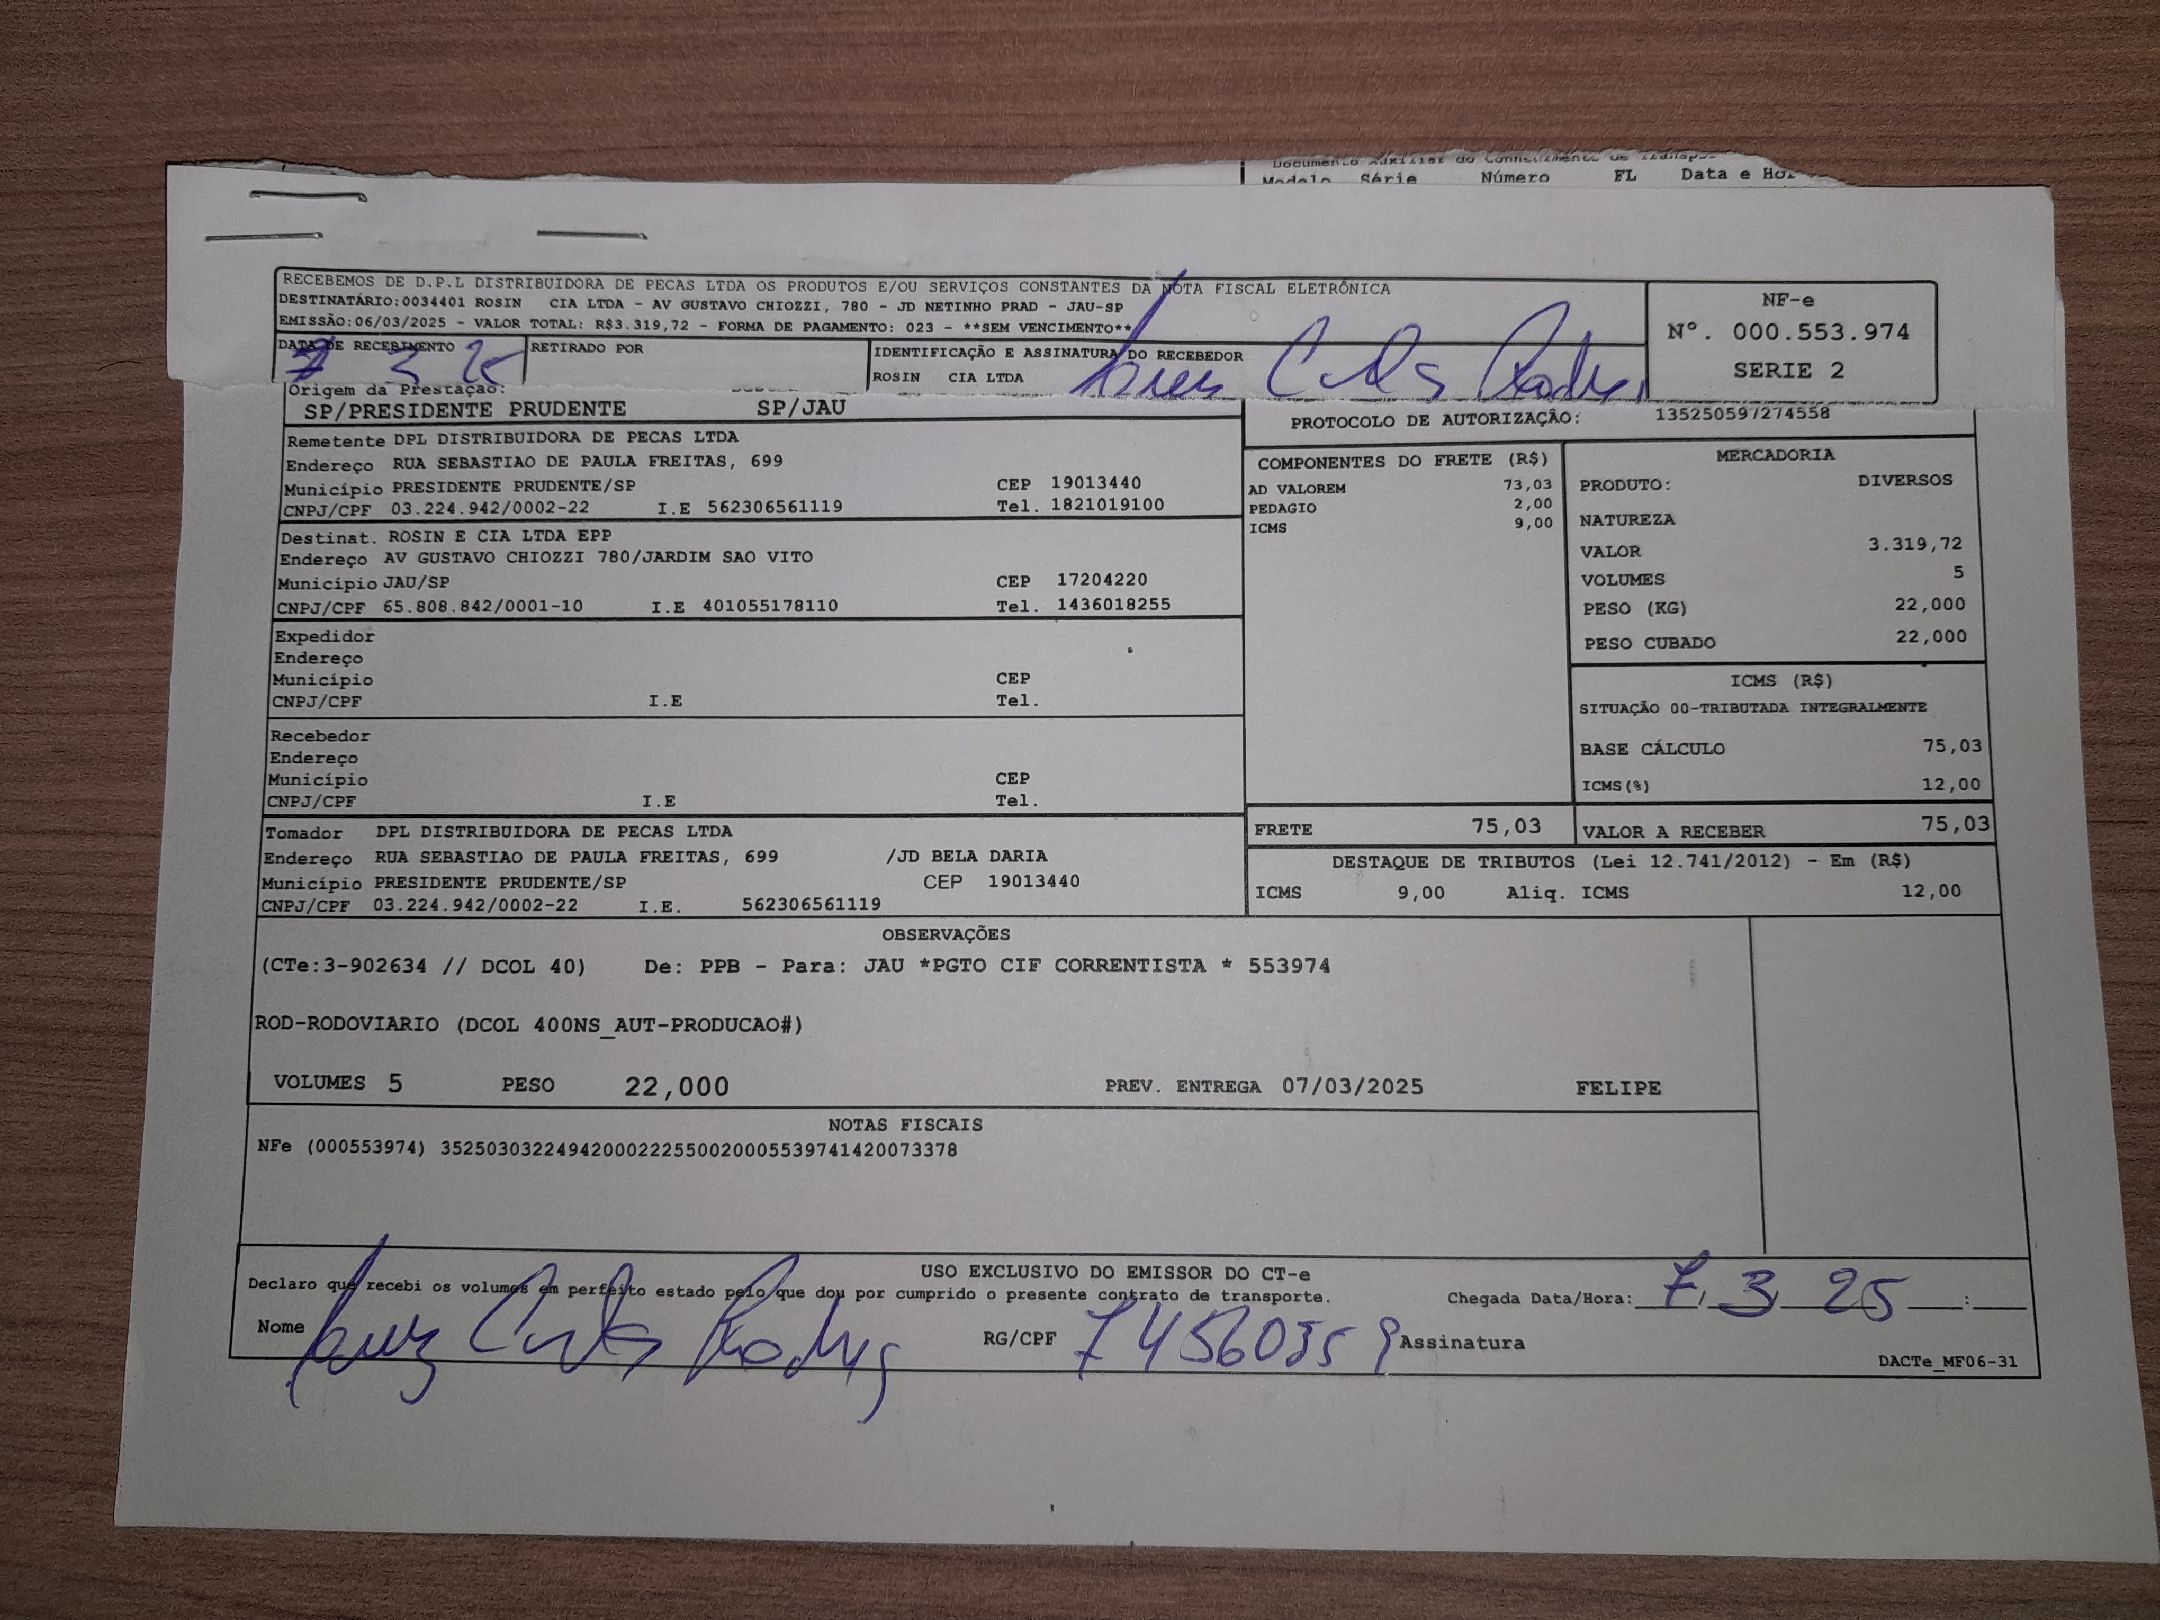 Documento Auxiliar do Conhecimento de Transpo
Modelo Série Número FL Data e Hor
RECEBEMOS DE D.P.L DISTRIBUIDORA DE PECAS LTDA OS PRODUTOS E/OU SERVIÇOS CONSTANTES DA NOTA FISCAL ELETRÔNICA
DESTINATÁRIO:0034401 ROSIN CIA LTDA - AV GUSTAVO CHIOZZI, 780 - JD NETINHO PRAD - JAU-SP
EMISSÃO:06/03/2025 - VALOR TOTAL: R$3.319,72 - FORMA DE PAGAMENTO: 023 - **SEM VENCIMENTO**
NF-e
Nº. 000.553.974
SERIE 2
DATA DE RECEBIMENTO
7 3 25
RETIRADO POR
IDENTIFICAÇÃO E ASSINATURA DO RECEBEDOR
ROSIN CIA LTDA
Origem da Prestação:
SP/PRESIDENTE PRUDENTE SP/JAU
PROTOCOLO DE AUTORIZAÇÃO: 135250597274558
Remetente DPL DISTRIBUIDORA DE PECAS LTDA
Endereço RUA SEBASTIAO DE PAULA FREITAS, 699
Município PRESIDENTE PRUDENTE/SP CEP 19013440
CNPJ/CPF 03.224.942/0002-22 I.E 562306561119 Tel. 1821019100
Destinat. ROSIN E CIA LTDA EPP
Endereço AV GUSTAVO CHIOZZI 780/JARDIM SAO VITO
Município JAU/SP CEP 17204220
CNPJ/CPF 65.808.842/0001-10 I.E 401055178110 Tel. 1436018255
Expedidor
Endereço
Município CEP
CNPJ/CPF I.E Tel.
Recebedor
Endereço
Município CEP
CNPJ/CPF I.E Tel.
Tomador DPL DISTRIBUIDORA DE PECAS LTDA
Endereço RUA SEBASTIAO DE PAULA FREITAS, 699 /JD BELA DARIA
Município PRESIDENTE PRUDENTE/SP CEP 19013440
CNPJ/CPF 03.224.942/0002-22 I.E. 562306561119
COMPONENTES DO FRETE (R$)
AD VALOREM 73,03
PEDAGIO 2,00
ICMS 9,00
MERCADORIA
PRODUTO: DIVERSOS
NATUREZA
VALOR 3.319,72
VOLUMES 5
PESO (KG) 22,000
PESO CUBADO 22,000
ICMS (R$)
SITUAÇÃO 00-TRIBUTADA INTEGRALMENTE
BASE CÁLCULO 75,03
ICMS(%) 12,00
FRETE 75,03 VALOR A RECEBER 75,03
DESTAQUE DE TRIBUTOS (Lei 12.741/2012) - Em (R$)
ICMS 9,00 Aliq. ICMS 12,00
OBSERVAÇÕES
(CTe:3-902634 // DCOL 40) De: PPB - Para: JAU *PGTO CIF CORRENTISTA * 553974
ROD-RODOVIARIO (DCOL 400NS_AUT-PRODUCAO#)
VOLUMES 5 PESO 22,000 PREV. ENTREGA 07/03/2025 FELIPE
NOTAS FISCAIS
NFe (000553974) 35250303224942000222550020005539741420073378
USO EXCLUSIVO DO EMISSOR DO CT-e
Declaro que recebi os volumes em perfeito estado pelo que dou por cumprido o presente contrato de transporte.
Chegada Data/Hora: 7/ 3/ 25 :
Nome RG/CPF 7456035 9 Assinatura
DACTe_MF06-31